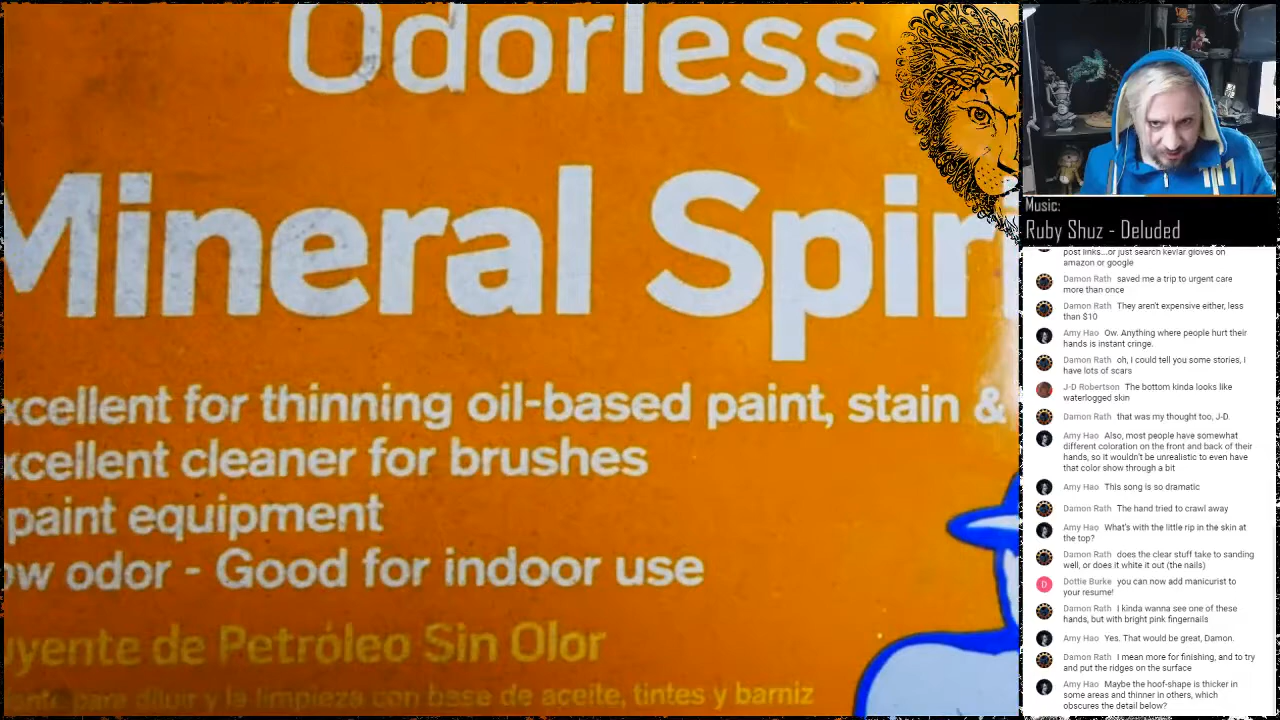 Odorless
Mineral Spiri
xcellent for thinning oil-based paint, stain &
xcellent cleaner for brushes
paint equipment
ow odor - Good for indoor use
yente de Petróleo Sin Olor
para diluir y la limpieza con base de aceite, tintes y barniz
Music:
Ruby Shuz - Deluded
post links...or just search kevlar gloves on
amazon or google
Damon Rath saved me a trip to urgent care
more than once
Damon Rath They aren't expensive either, less
than $10
Amy Hao Ow. Anything where people hurt their
hands is instant cringe.
Damon Rath oh, I could tell you some stories, I
have lots of scars
J-D Robertson The bottom kinda looks like
waterlogged skin
Damon Rath that was my thought too, J-D.
Amy Hao Also, most people have somewhat
different coloration on the front and back of their
hands, so it wouldn't be unrealistic to even have
that color show through a bit
Amy Hao This song is so dramatic
Damon Rath The hand tried to crawl away
Amy Hao What's with the little rip in the skin at
the top?
Damon Rath does the clear stuff take to sanding
well, or does it white it out (the nails)
D
Dottie Burke you can now add manicurist to
your resume!
Damon Rath I kinda wanna see one of these
hands, but with bright pink fingernails
Amy Hao Yes. That would be great, Damon.
Damon Rath I mean more for finishing, and to try
and put the ridges on the surface
Amy Hao Maybe the hoof-shape is thicker in
some areas and thinner in others, which
obscures the detail below?